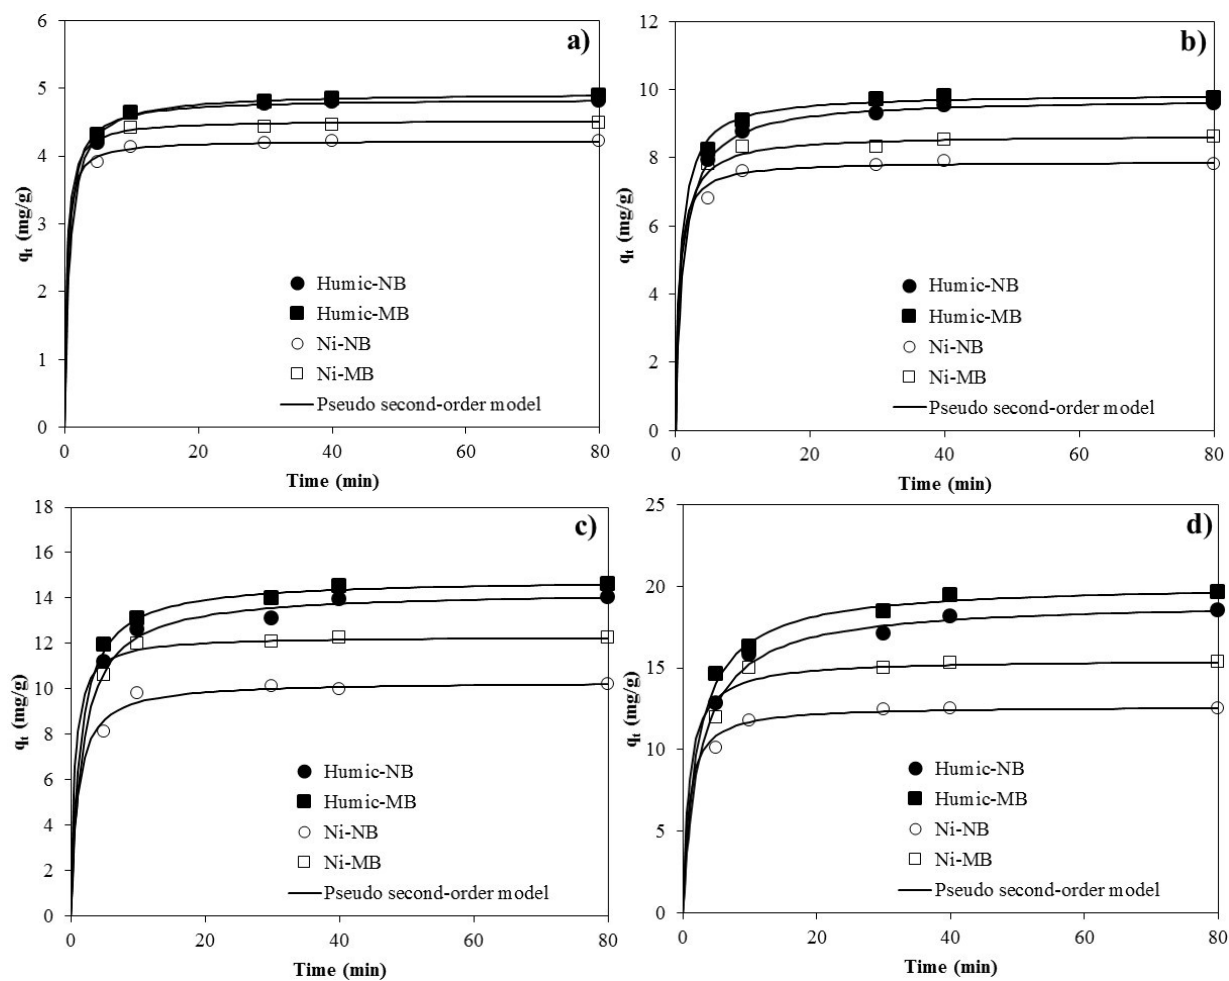 a)
6
5
4
3
2
1
0
q_t (mg/g)
Humic-NB
Humic-MB
Ni-NB
Ni-MB
Pseudo second-order model
0 20 40 60 80
Time (min)
b)
12
10
8
6
4
2
0
q_t (mg/g)
Humic-NB
Humic-MB
Ni-NB
Ni-MB
Pseudo second-order model
0 20 40 60 80
Time (min)
c)
18
16
14
12
10
8
6
4
2
0
q_t (mg/g)
Humic-NB
Humic-MB
Ni-NB
Ni-MB
Pseudo second-order model
0 20 40 60 80
Time (min)
d)
25
20
15
10
5
0
q_t (mg/g)
Humic-NB
Humic-MB
Ni-NB
Ni-MB
Pseudo second-order model
0 20 40 60 80
Time (min)